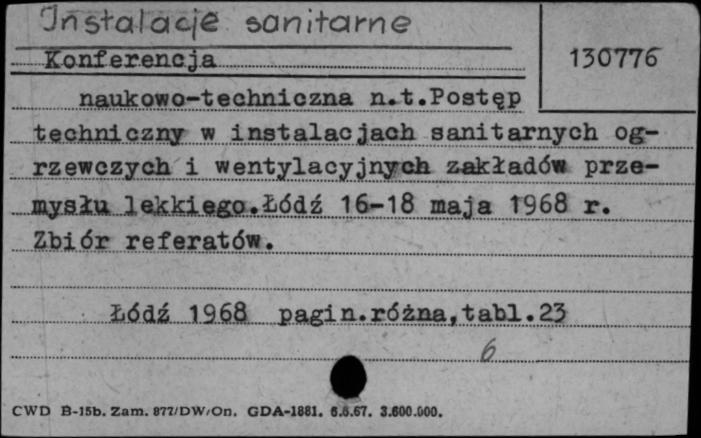 Instalacje sanitarne
130776
Konferencja
naukowo-techniczna n.t.Postęp
techniczny w instalacjach sanitarnych og-
rzewczych i wentylacyjnych zakładów prze-
mysłu lekkiego.Łódź 16-18 maja 1968 r.
Zbiór referatów.
Łódź 1968 pagin.różna,tabl.23
6
CWD B-15b. Zam. 877/DW/On. GDA-1881. 6.6.67. 3.600.000.